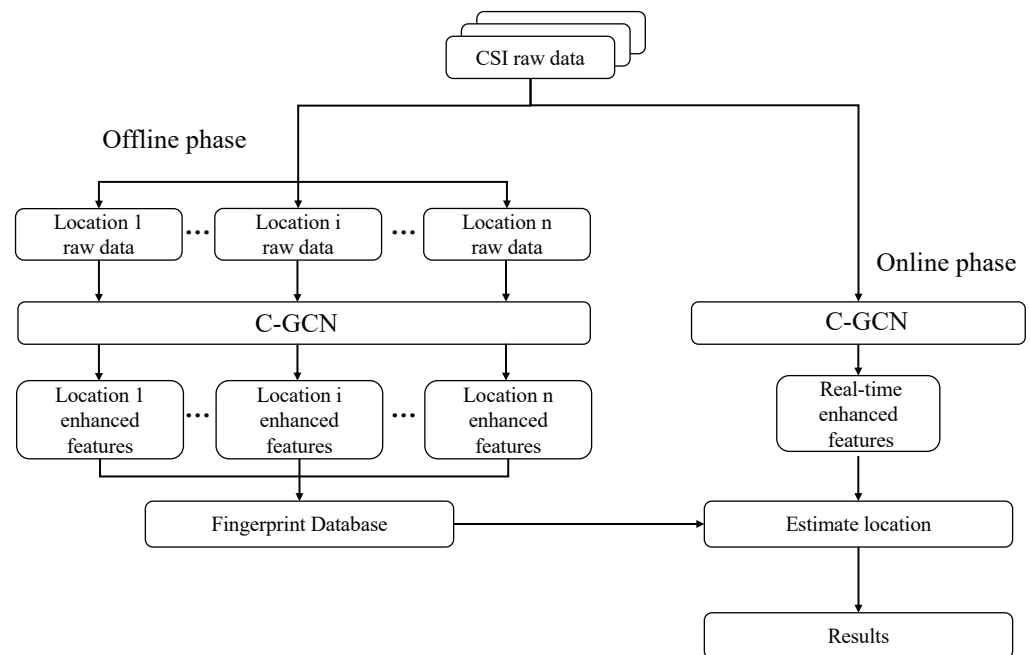 CSI raw data
Offline phase
Location 1
raw data
...
Location i
raw data
...
Location n
raw data
Online phase
C-GCN
C-GCN
Location 1
enhanced
features
...
Location i
enhanced
features
...
Location n
enhanced
features
Real-time
enhanced
features
Fingerprint Database
Estimate location
Results